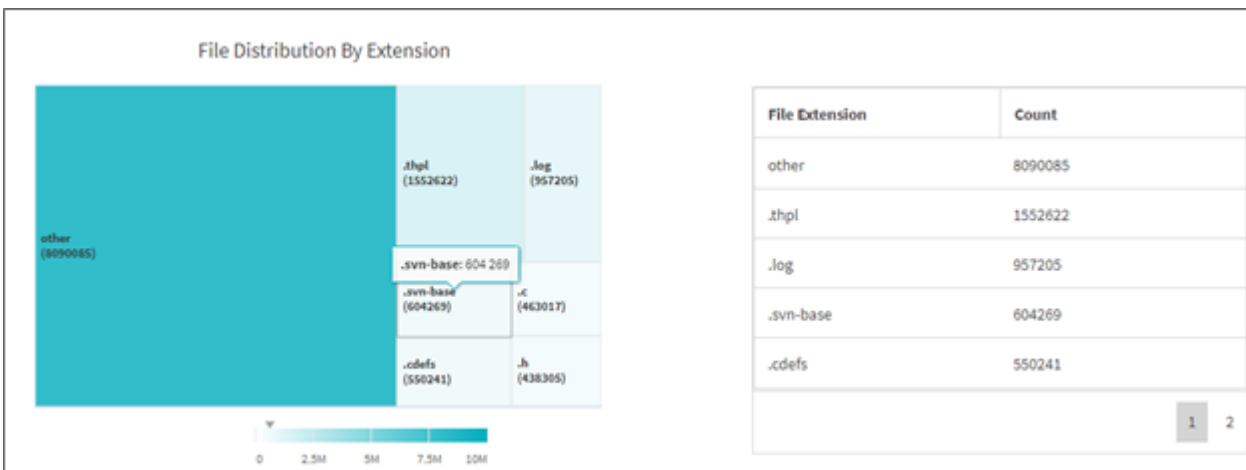 File Distribution By Extension
other
(8090085)
.thpl
(1552622)
.log
(957205)
.svn-base: 604 269
.svn-base
(604269)
.c
(463017)
.cdefs
(550241)
.h
(438305)
0 2.5M 5M 7.5M 10M
File Extension Count
other 8090085
.thpl 1552622
.log 957205
.svn-base 604269
.cdefs 550241
1 2